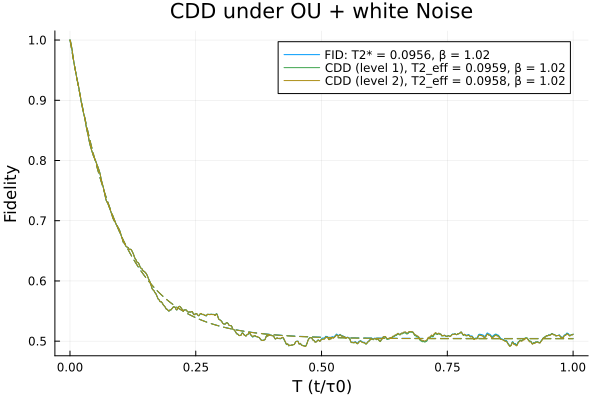 CDD under OU + white Noise
FID: T2* = 0.0956, β = 1.02
CDD (level 1), T2_eff = 0.0959, β = 1.02
CDD (level 2), T2_eff = 0.0958, β = 1.02
1.0
0.9
0.8
0.7
0.6
0.5
Fidelity
0.00 0.25 0.50 0.75 1.00
T (t/τ0)